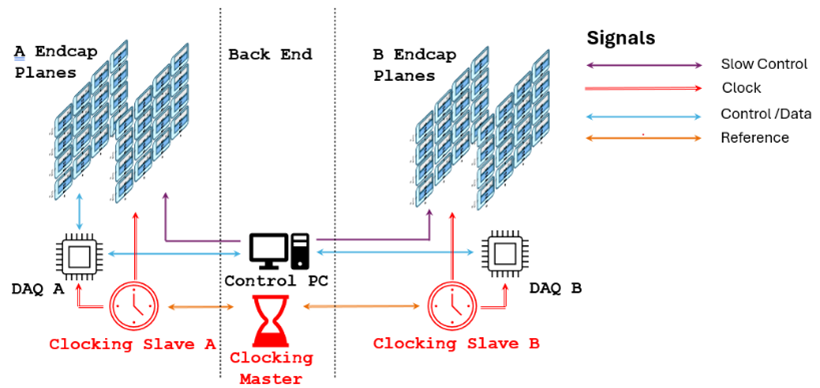 A Endcap
Planes
Back End
B Endcap
Planes
Signals
Slow Control
Clock
Control /Data
Reference
Control PC
DAQ A
DAQ B
Clocking Slave A
Clocking
Master
Clocking Slave B